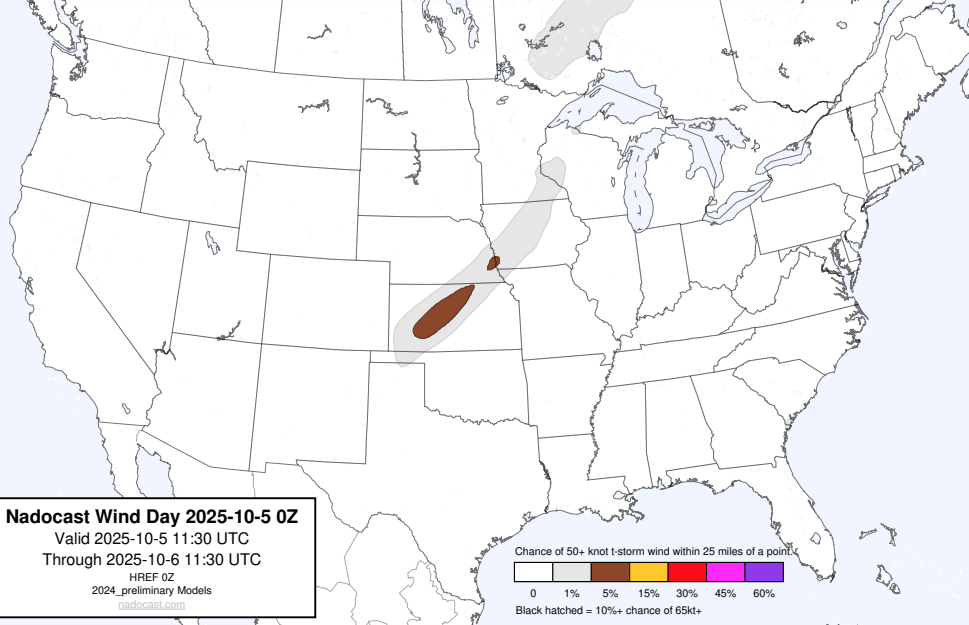 Nadocast Wind Day 2025-10-5 0Z
Valid 2025-10-5 11:30 UTC
Through 2025-10-6 11:30 UTC
HREF 0Z
2024_preliminary Models
nadocast.com
Chance of 50+ knot t-storm wind within 25 miles of a point.
0 1% 5% 15% 30% 45% 60%
Black hatched = 10%+ chance of 65kt+